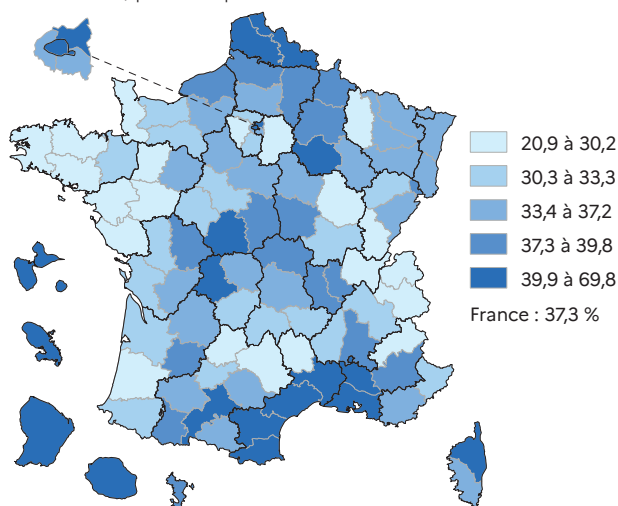 20,9 à 30,2
30,3 à 33,3
33,4 à 37,2
37,3 à 39,8
39,9 à 69,8
France : 37,3 %